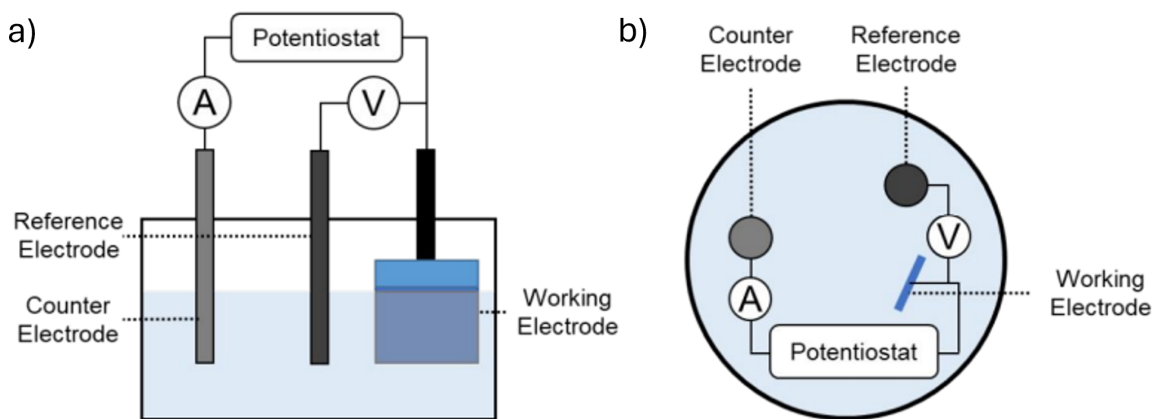 a)
Potentiostat
A
V
Reference
Electrode
Counter
Electrode
Working
Electrode
b)
Counter
Electrode
Reference
Electrode
V
A
Working
Electrode
Potentiostat